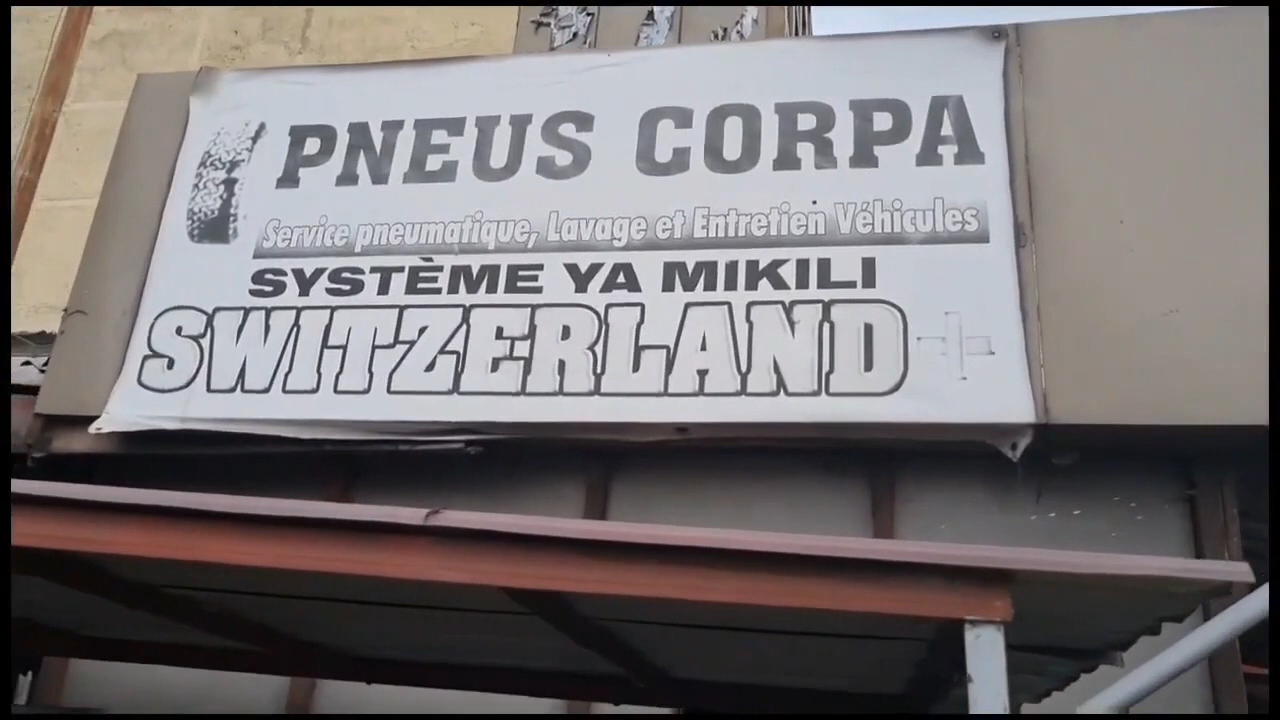 PNEUS CORPA
Service pneumatique, Lavage et Entretien Véhicules
SYSTÈME YA MIKILI
SWITZERLAND